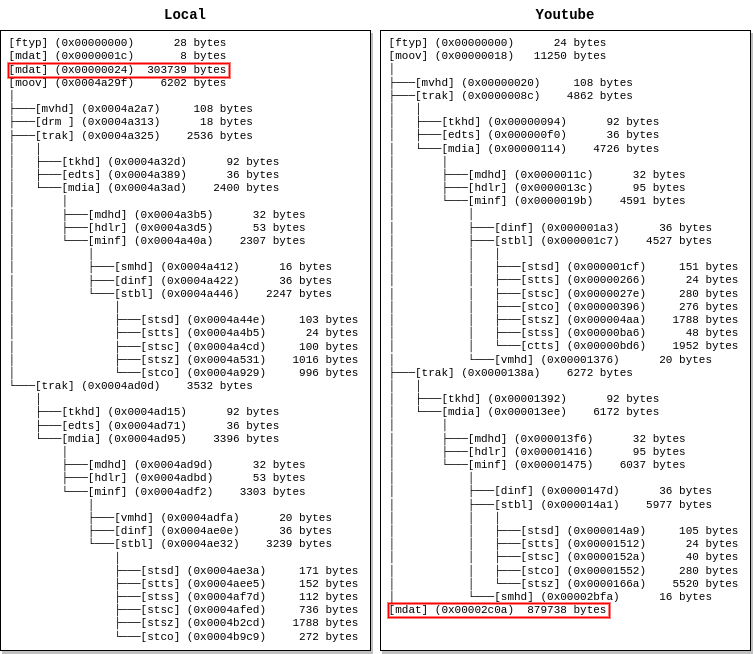 Local
[ftyp] (0x00000000) 28 bytes
[mdat] (0x0000001c) 8 bytes
[mdat] (0x00000024) 303739 bytes
[moov] (0x0004a29f) 6202 bytes
[mvhd] (0x0004a2a7) 108 bytes
[drm ] (0x0004a313) 18 bytes
[trak] (0x0004a325) 2536 bytes
[tkhd] (0x0004a32d) 92 bytes
[edts] (0x0004a389) 36 bytes
[mdia] (0x0004a3ad) 2400 bytes
[mdhd] (0x0004a3b5) 32 bytes
[hdlr] (0x0004a3d5) 53 bytes
[minf] (0x0004a40a) 2307 bytes
[smhd] (0x0004a412) 16 bytes
[dinf] (0x0004a422) 36 bytes
[stbl] (0x0004a446) 2247 bytes
[stsd] (0x0004a44e) 103 bytes
[stts] (0x0004a4b5) 24 bytes
[stsc] (0x0004a4cd) 100 bytes
[stsz] (0x0004a531) 1016 bytes
[stco] (0x0004a929) 996 bytes
[trak] (0x0004ad0d) 3532 bytes
[tkhd] (0x0004ad15) 92 bytes
[edts] (0x0004ad71) 36 bytes
[mdia] (0x0004ad95) 3396 bytes
[mdhd] (0x0004ad9d) 32 bytes
[hdlr] (0x0004adbd) 53 bytes
[minf] (0x0004adf2) 3303 bytes
[vmhd] (0x0004adfa) 20 bytes
[dinf] (0x0004ae0e) 36 bytes
[stbl] (0x0004ae32) 3239 bytes
[stsd] (0x0004ae3a) 171 bytes
[stts] (0x0004aee5) 152 bytes
[stss] (0x0004af7d) 112 bytes
[stsc] (0x0004afed) 736 bytes
[stsz] (0x0004b2cd) 1788 bytes
[stco] (0x0004b9c9) 272 bytes
Youtube
[ftyp] (0x00000000) 24 bytes
[moov] (0x00000018) 11250 bytes
[mvhd] (0x00000020) 108 bytes
[trak] (0x0000008c) 4862 bytes
[tkhd] (0x00000094) 92 bytes
[edts] (0x000000f0) 36 bytes
[mdia] (0x00000114) 4726 bytes
[mdhd] (0x0000011c) 32 bytes
[hdlr] (0x0000013c) 95 bytes
[minf] (0x0000019b) 4591 bytes
[dinf] (0x000001a3) 36 bytes
[stbl] (0x000001c7) 4527 bytes
[stsd] (0x000001cf) 151 bytes
[stts] (0x00000266) 24 bytes
[stsc] (0x0000027e) 280 bytes
[stco] (0x00000396) 276 bytes
[stsz] (0x000004aa) 1788 bytes
[stss] (0x00000ba6) 48 bytes
[ctts] (0x00000bd6) 1952 bytes
[vmhd] (0x00001376) 20 bytes
[trak] (0x0000138a) 6272 bytes
[tkhd] (0x00001392) 92 bytes
[mdia] (0x000013ee) 6172 bytes
[mdhd] (0x000013f6) 32 bytes
[hdlr] (0x00001416) 95 bytes
[minf] (0x00001475) 6037 bytes
[dinf] (0x0000147d) 36 bytes
[stbl] (0x000014a1) 5977 bytes
[stsd] (0x000014a9) 105 bytes
[stts] (0x00001512) 24 bytes
[stsc] (0x0000152a) 40 bytes
[stco] (0x00001552) 280 bytes
[stsz] (0x0000166a) 5520 bytes
[smhd] (0x00002bfa) 16 bytes
[mdat] (0x00002c0a) 879738 bytes